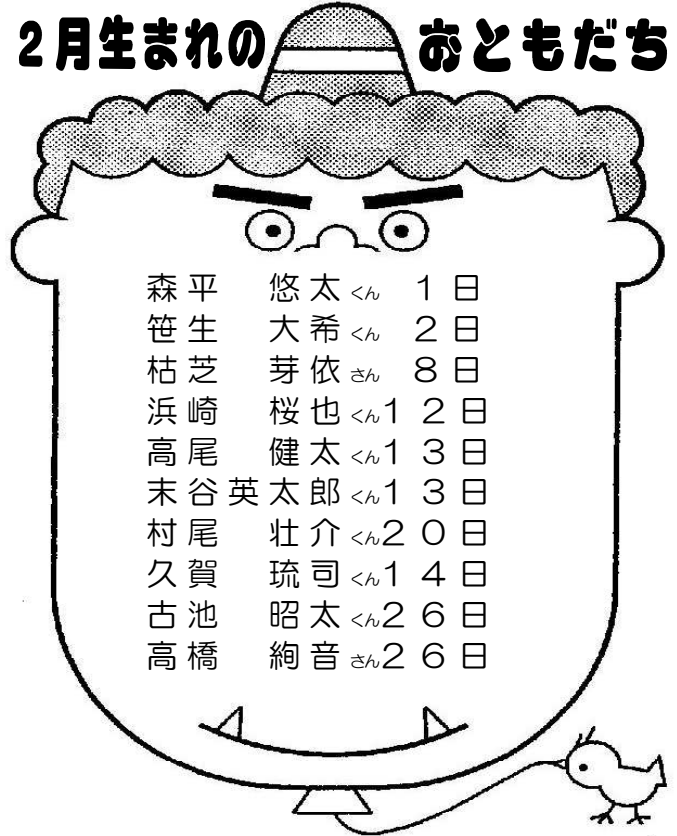 2月生まれの おともだち
森平 悠太くん 1日
笹生 大希くん 2日
枯芝 芽依さん 8日
浜崎 桜也くん12日
高尾 健太くん13日
末谷英太郎くん13日
村尾 壮介くん20日
久賀 琉司くん14日
古池 昭太くん26日
高橋 絢音さん26日